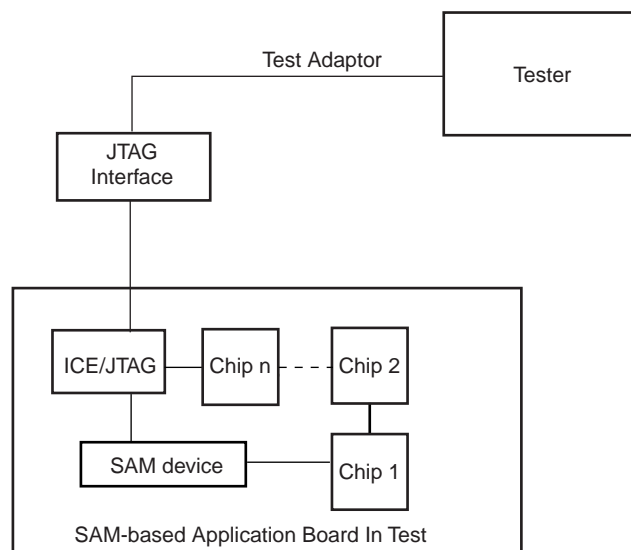 Test Adaptor
Tester
JTAG
Interface
ICE/JTAG
Chip n
Chip 2
SAM device
Chip 1
SAM-based Application Board In Test